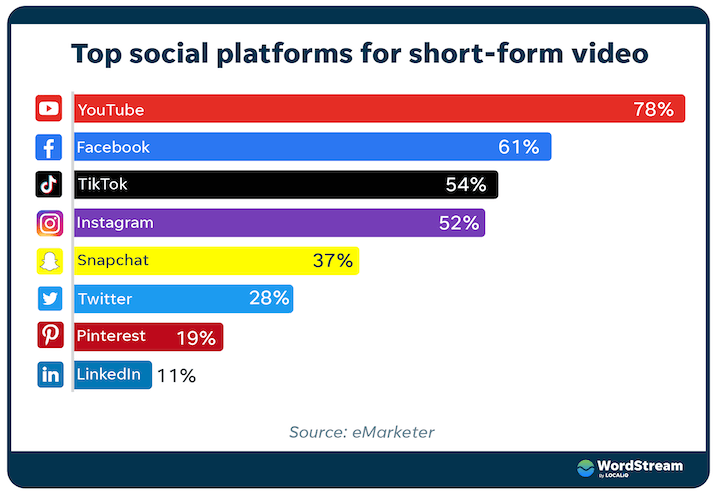 Top social platforms for short-form video
YouTube 78%
Facebook 61%
TikTok 54%
Instagram 52%
Snapchat 37%
Twitter 28%
Pinterest 19%
in LinkedIn 11%
Source: eMarketer
WordStream
By LOCALiQ